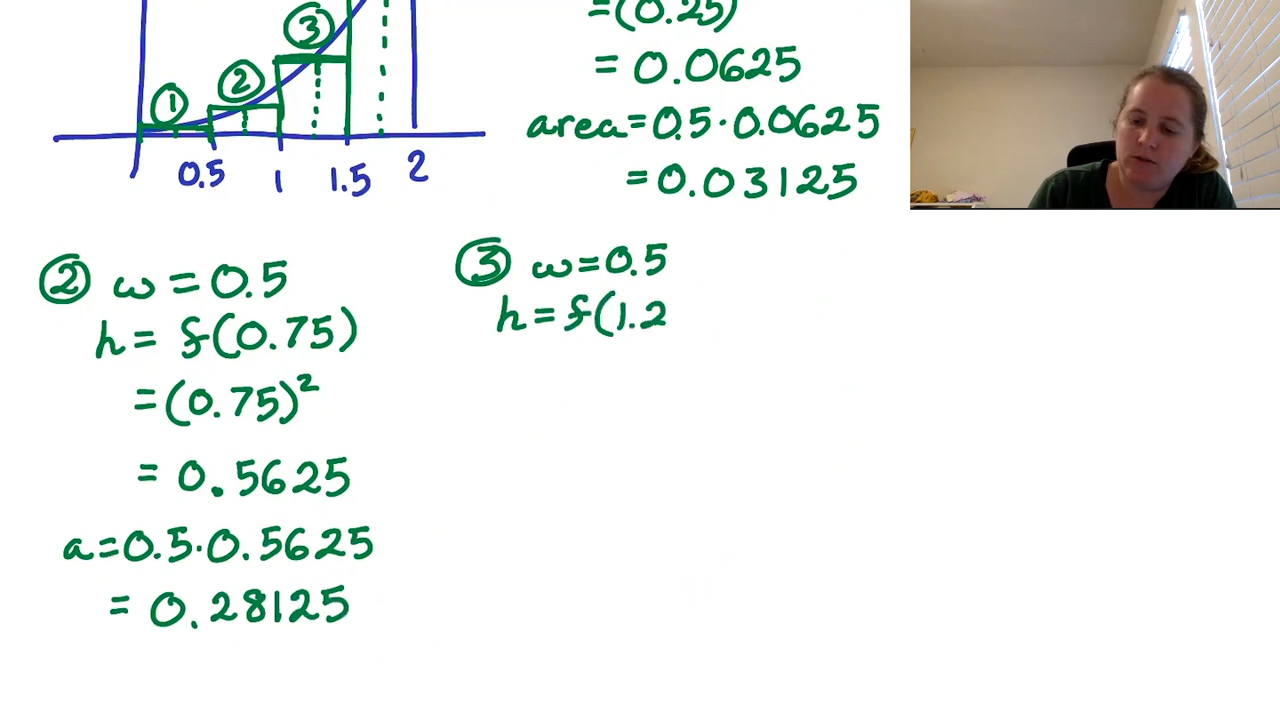 ③
②
①
0.5 1 1.5 2
=(0.25)
= 0.0625
area=0.5·0.0625
=0.03125
② w=0.5
h= f(0.75)
=(0.75)²
= 0.5625
a=0.5·0.5625
= 0.28125
③ w=0.5
h=f(1.2